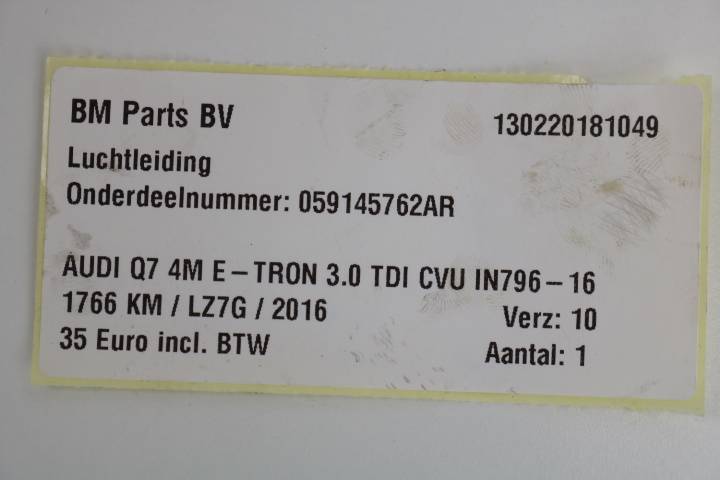 BM Parts BV 130220181049
Luchtleiding
Onderdeelnummer: 059145762AR
AUDI Q7 4M E-TRON 3.0 TDI CVU IN796-16
1766 KM / LZ7G / 2016 Verz: 10
35 Euro incl. BTW Aantal: 1